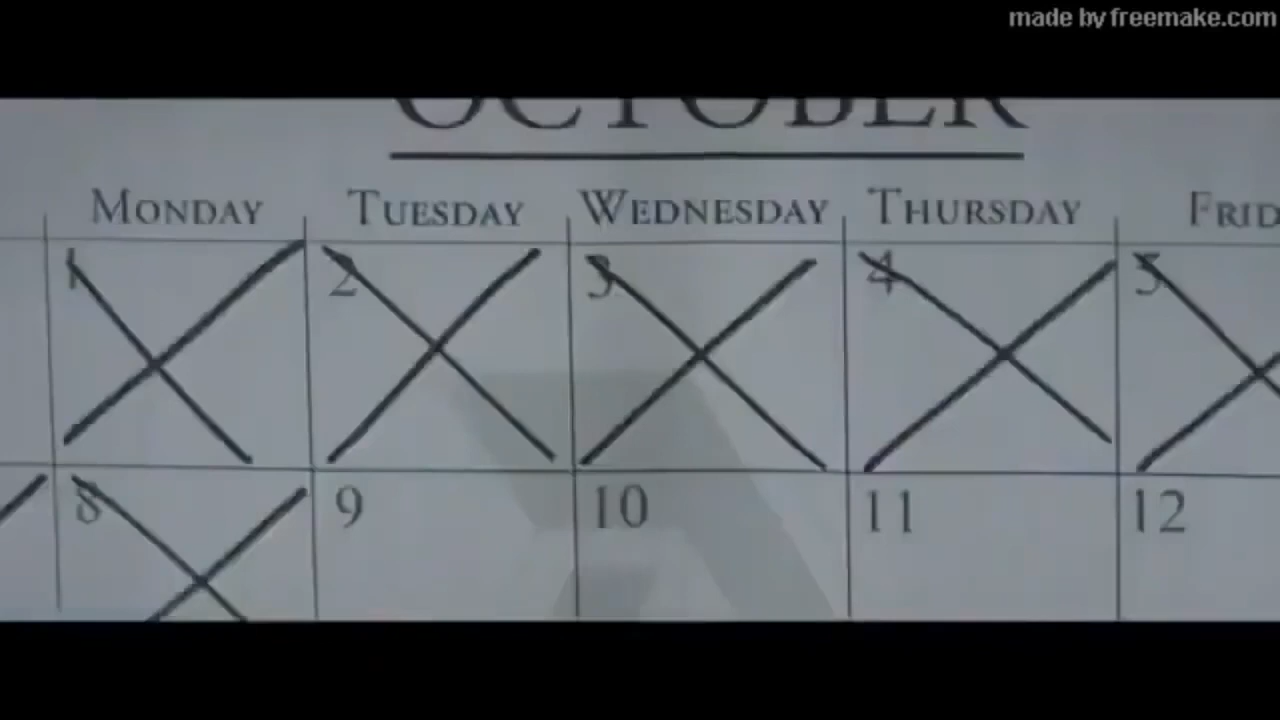 made by freemake.com
OCTOBER
MONDAY TUESDAY WEDNESDAY THURSDAY FRID
1 2 3 4 5
8 9 10 11 12